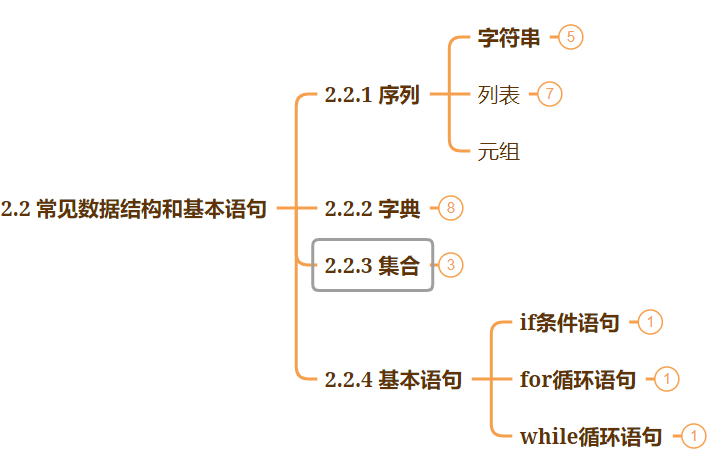 2.2 常见数据结构和基本语句
2.2.1 序列
字符串 5
列表 7
元组
2.2.2 字典 8
2.2.3 集合 3
2.2.4 基本语句
if条件语句 1
for循环语句 1
while循环语句 1